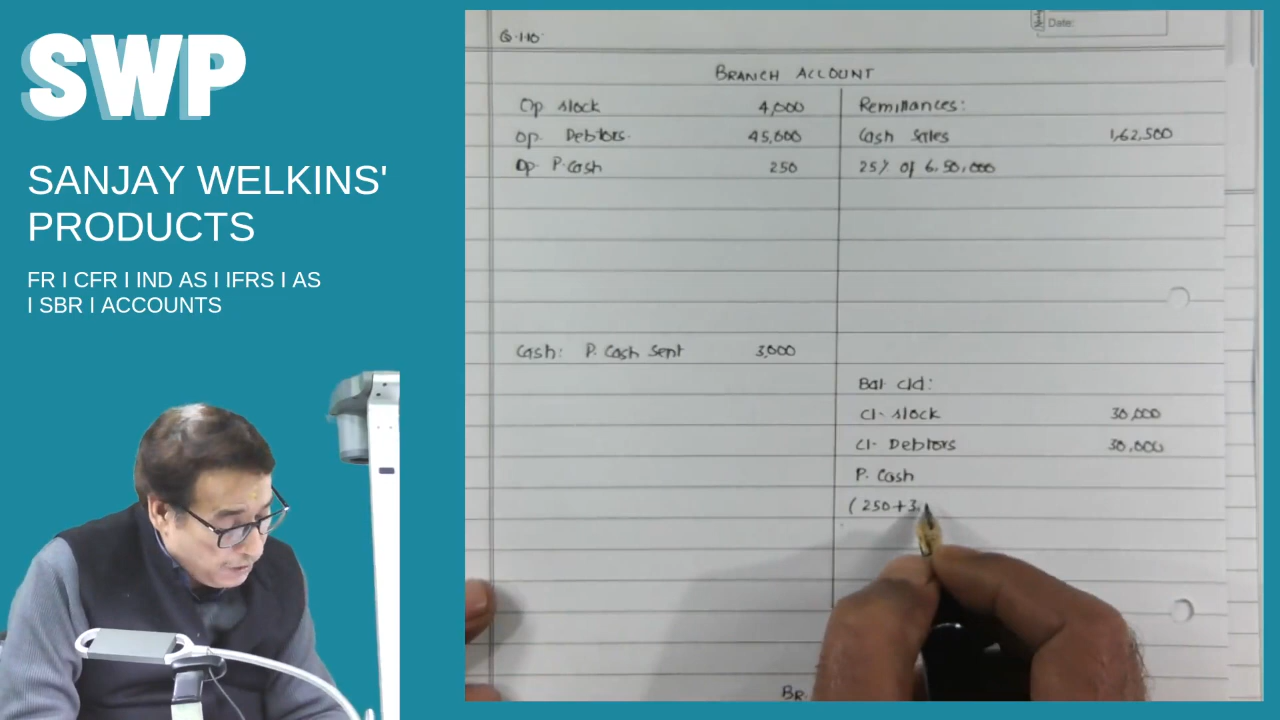 SWP
SANJAY WELKINS'
PRODUCTS
FR I CFR I IND AS I IFRS I AS
I SBR I ACCOUNTS
Q.1.10.
Date:
BRANCH ACCOUNT
Op stock 4,000
Op. Debtors. 45,000
Op. P.Cash 250
Cash: P. Cash Sent 3,000
Remittances:
Cash Sales 1,62,500
25% of 6,50,000
Bal c/d:
Cl. stock 30,000
Cl. Debtors 30,000
P. Cash
(250+3,
BR